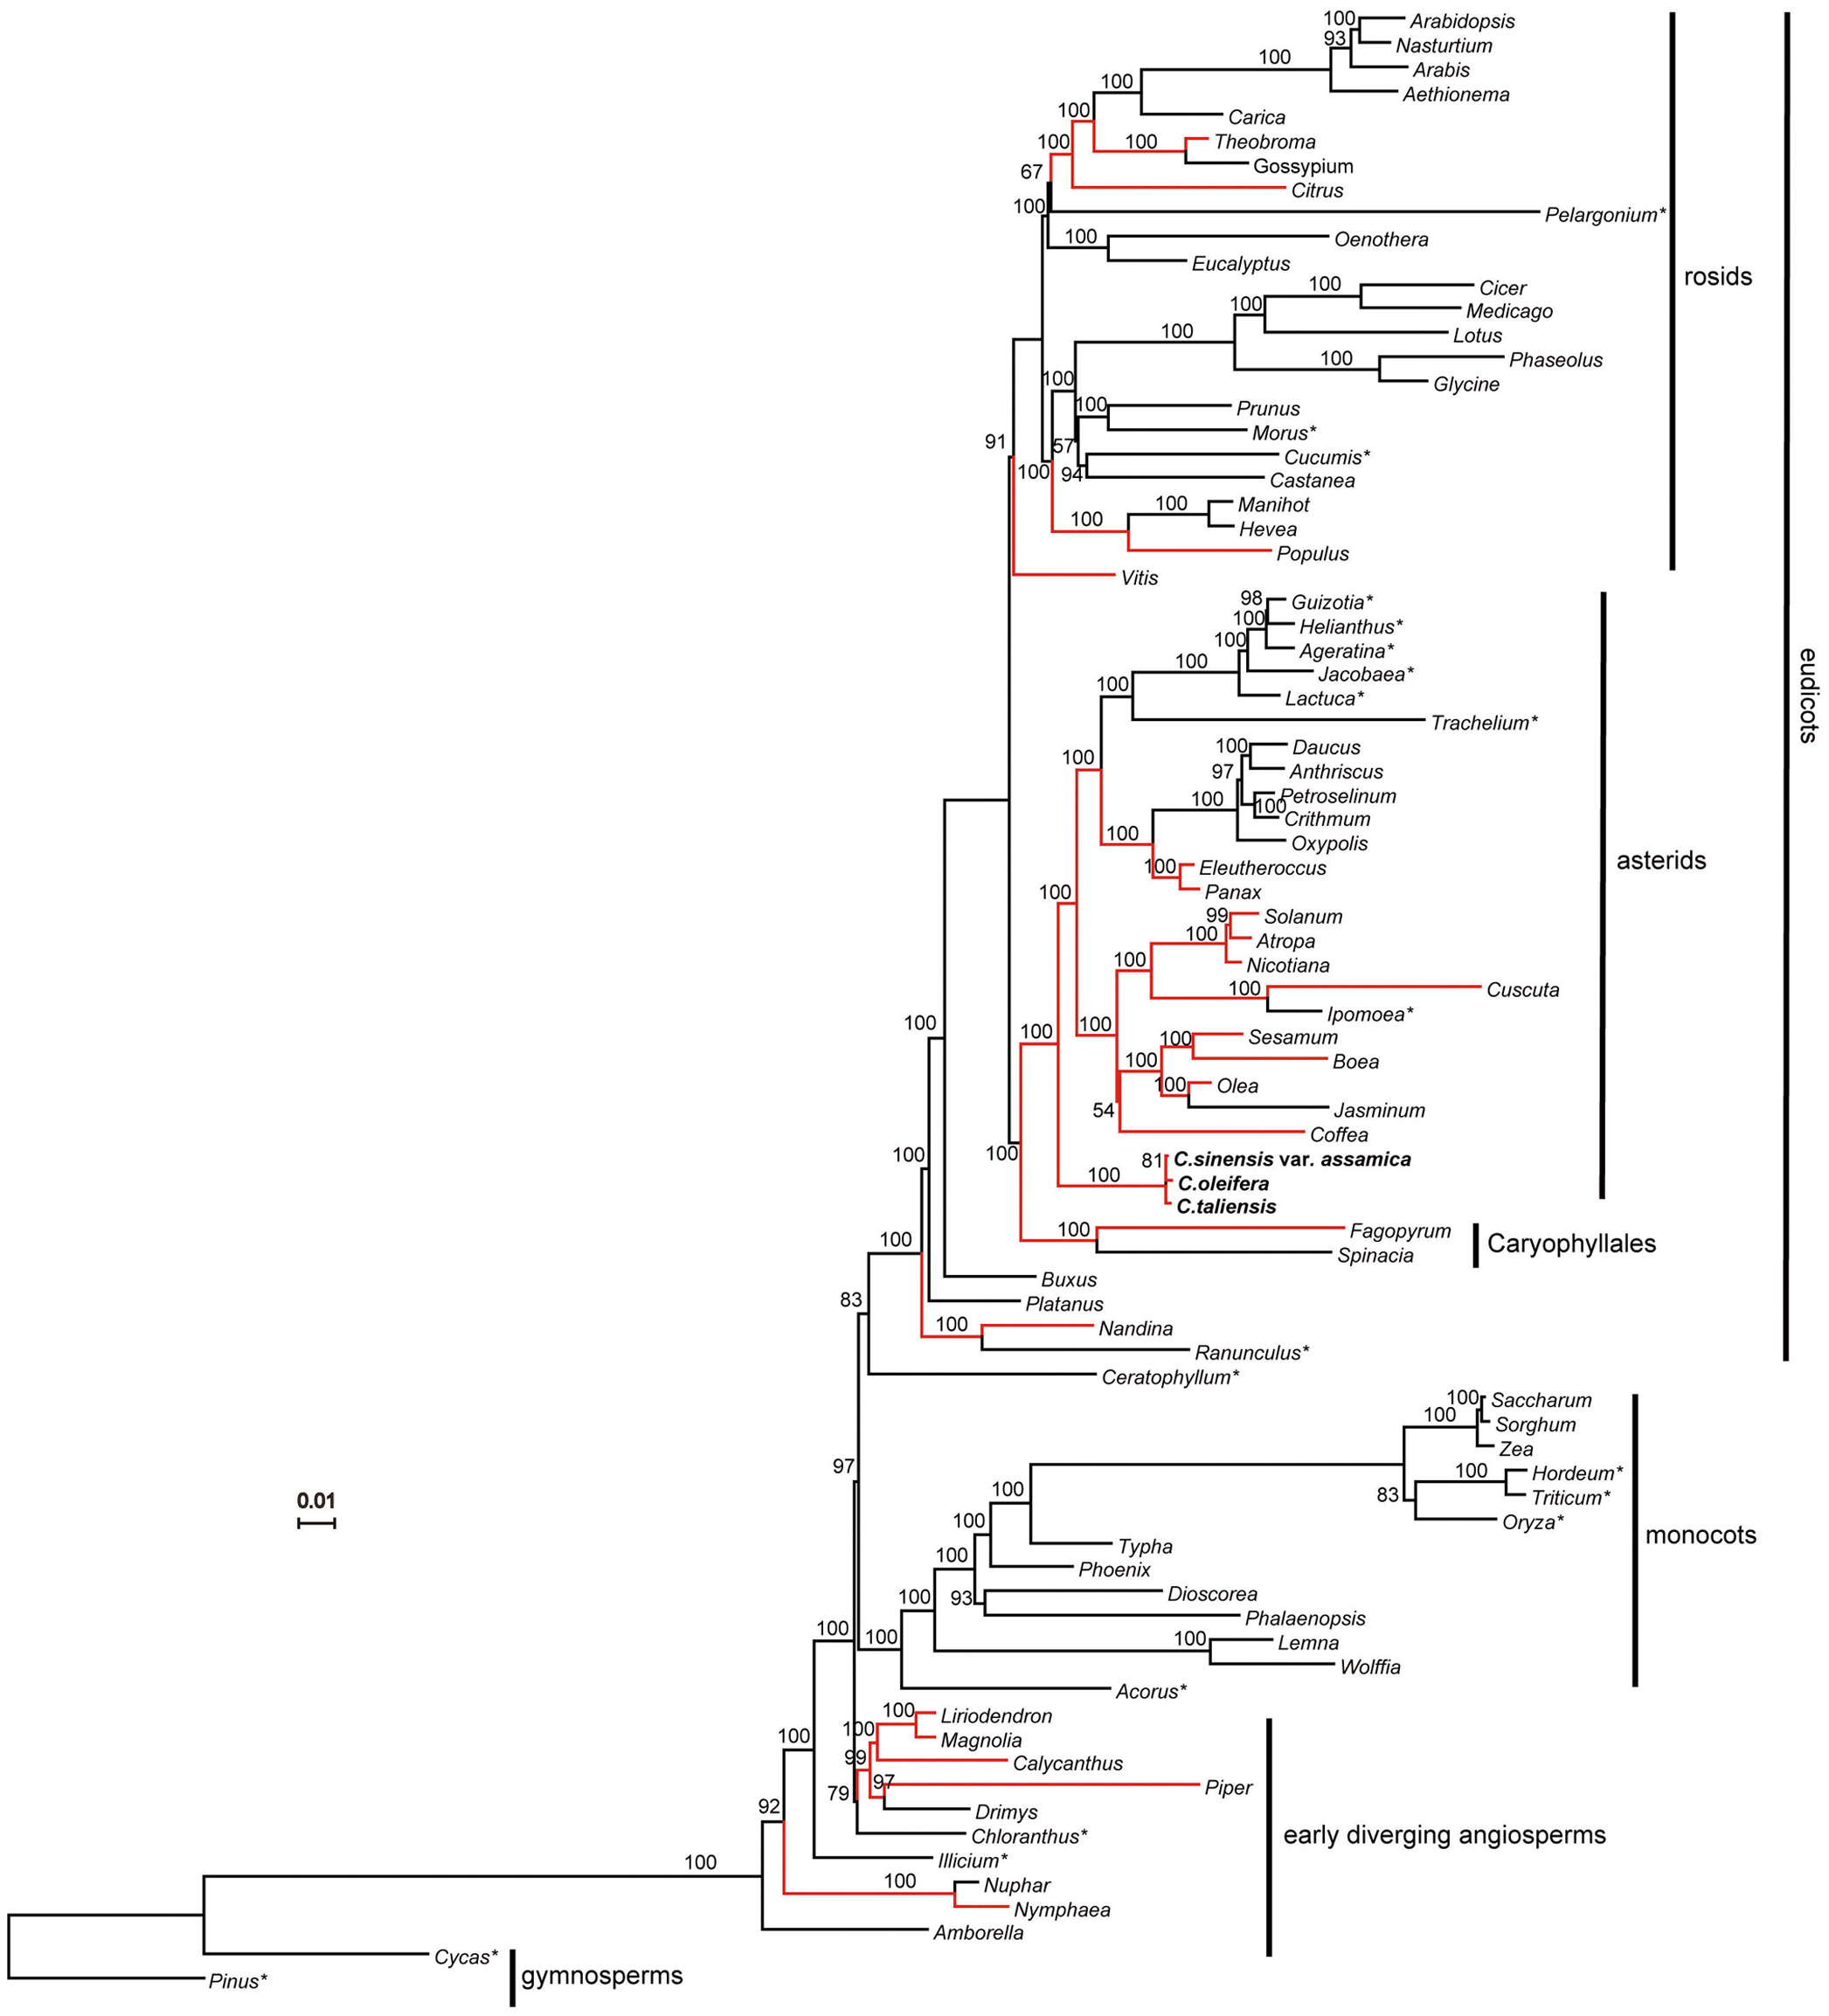 100 Arabidopsis
93 Nasturtium
100 Arabis
Aethionema
100
Carica
100
100 Theobroma
100 Gossypium
67 Citrus
100 Pelargonium*
100 Oenothera
Eucalyptus
rosids
100 Cicer
100 Medicago
Lotus
100
100 Phaseolus
Glycine
100
100 Prunus
Morus*
91 57 Cucumis*
100 94 Castanea
100 Manihot
100 Hevea
Populus
Vitis
98 Guizotia*
100 Helianthus*
100 Ageratina*
100 Jacobaea*
100 Lactuca*
Trachelium*
eudicots
100 Daucus
100 97 Anthriscus
100 Petroselinum
100 Crithmum
100 Oxypolis
100 Eleutheroccus
asterids
100 Panax
99 Solanum
100 Atropa
100 Nicotiana
100 Cuscuta
Ipomoea*
100 100 100 100 Sesamum
100 Boea
100 Olea
54 Jasminum
Coffea
100 100 81 C.sinensis var. assamica
100 C.oleifera
C.taliensis
100 Fagopyrum
Caryophyllales
100 Spinacia
Buxus
83 Platanus
100 Nandina
Ranunculus*
Ceratophyllum*
100 Saccharum
100 Sorghum
Zea
97 100 Hordeum*
83 Triticum*
0.01
100 Oryza*
monocots
100 Typha
100 Phoenix
93 Dioscorea
100 Phalaenopsis
100 100 100 Lemna
Wolffia
Acorus*
100 Liriodendron
100 100 Magnolia
99 Calycanthus
79 97 Piper
92 Drimys
Chloranthus*
early diverging angiosperms
100 Illicium*
100 Nuphar
Nymphaea
Amborella
Cycas*
gymnosperms
Pinus*